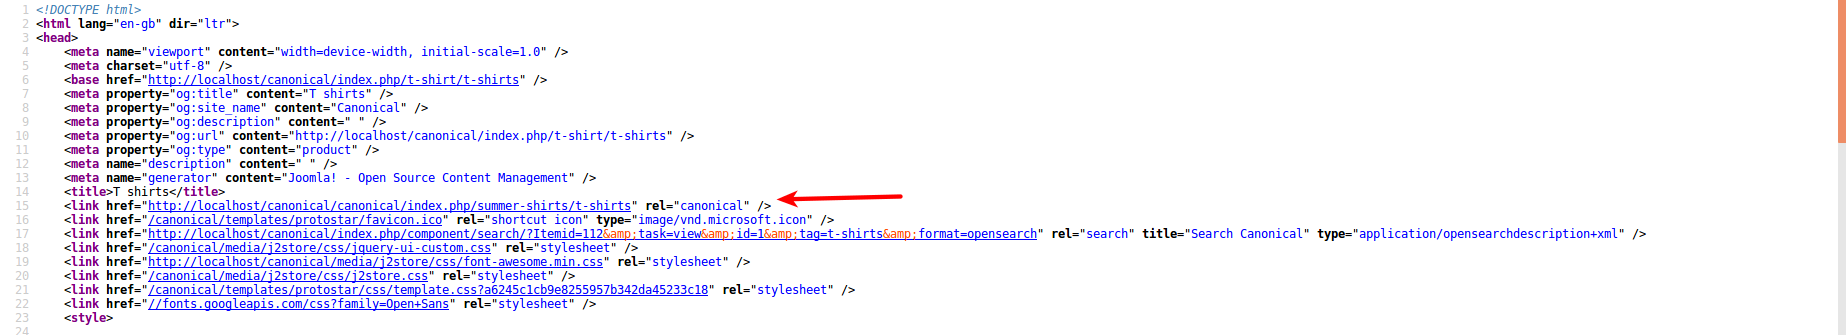 1 <!DOCTYPE html>
2 <html lang="en-gb" dir="ltr">
3 <head>
4 <meta name="viewport" content="width=device-width, initial-scale=1.0" />
5 <meta charset="utf-8" />
6 <base href="http://localhost/canonical/index.php/t-shirt/t-shirts" />
7 <meta property="og:title" content="T shirts" />
8 <meta property="og:site_name" content="Canonical" />
9 <meta property="og:description" content=" " />
10 <meta property="og:url" content="http://localhost/canonical/index.php/t-shirt/t-shirts" />
11 <meta property="og:type" content="product" />
12 <meta name="description" content=" " />
13 <meta name="generator" content="Joomla! - Open Source Content Management" />
14 <title>T shirts</title>
15 <link href="http://localhost/canonical/canonical/index.php/summer-shirts/t-shirts" rel="canonical" />
16 <link href="/canonical/templates/protostar/favicon.ico" rel="shortcut icon" type="image/vnd.microsoft.icon" />
17 <link href="http://localhost/canonical/index.php/component/search/?Itemid=112&amp;task=view&amp;id=1&amp;tag=t-shirts&amp;format=opensearch" rel="search" title="Search Canonical" type="application/opensearchdescription+xml" />
18 <link href="/canonical/media/j2store/css/jquery-ui-custom.css" rel="stylesheet" />
19 <link href="http://localhost/canonical/media/j2store/css/font-awesome.min.css" rel="stylesheet" />
20 <link href="/canonical/media/j2store/css/j2store.css" rel="stylesheet" />
21 <link href="/canonical/templates/protostar/css/template.css?a6245c1cb9e8255957b342da45233c18" rel="stylesheet" />
22 <link href="//fonts.googleapis.com/css?family=Open+Sans" rel="stylesheet" />
23 <style>
24